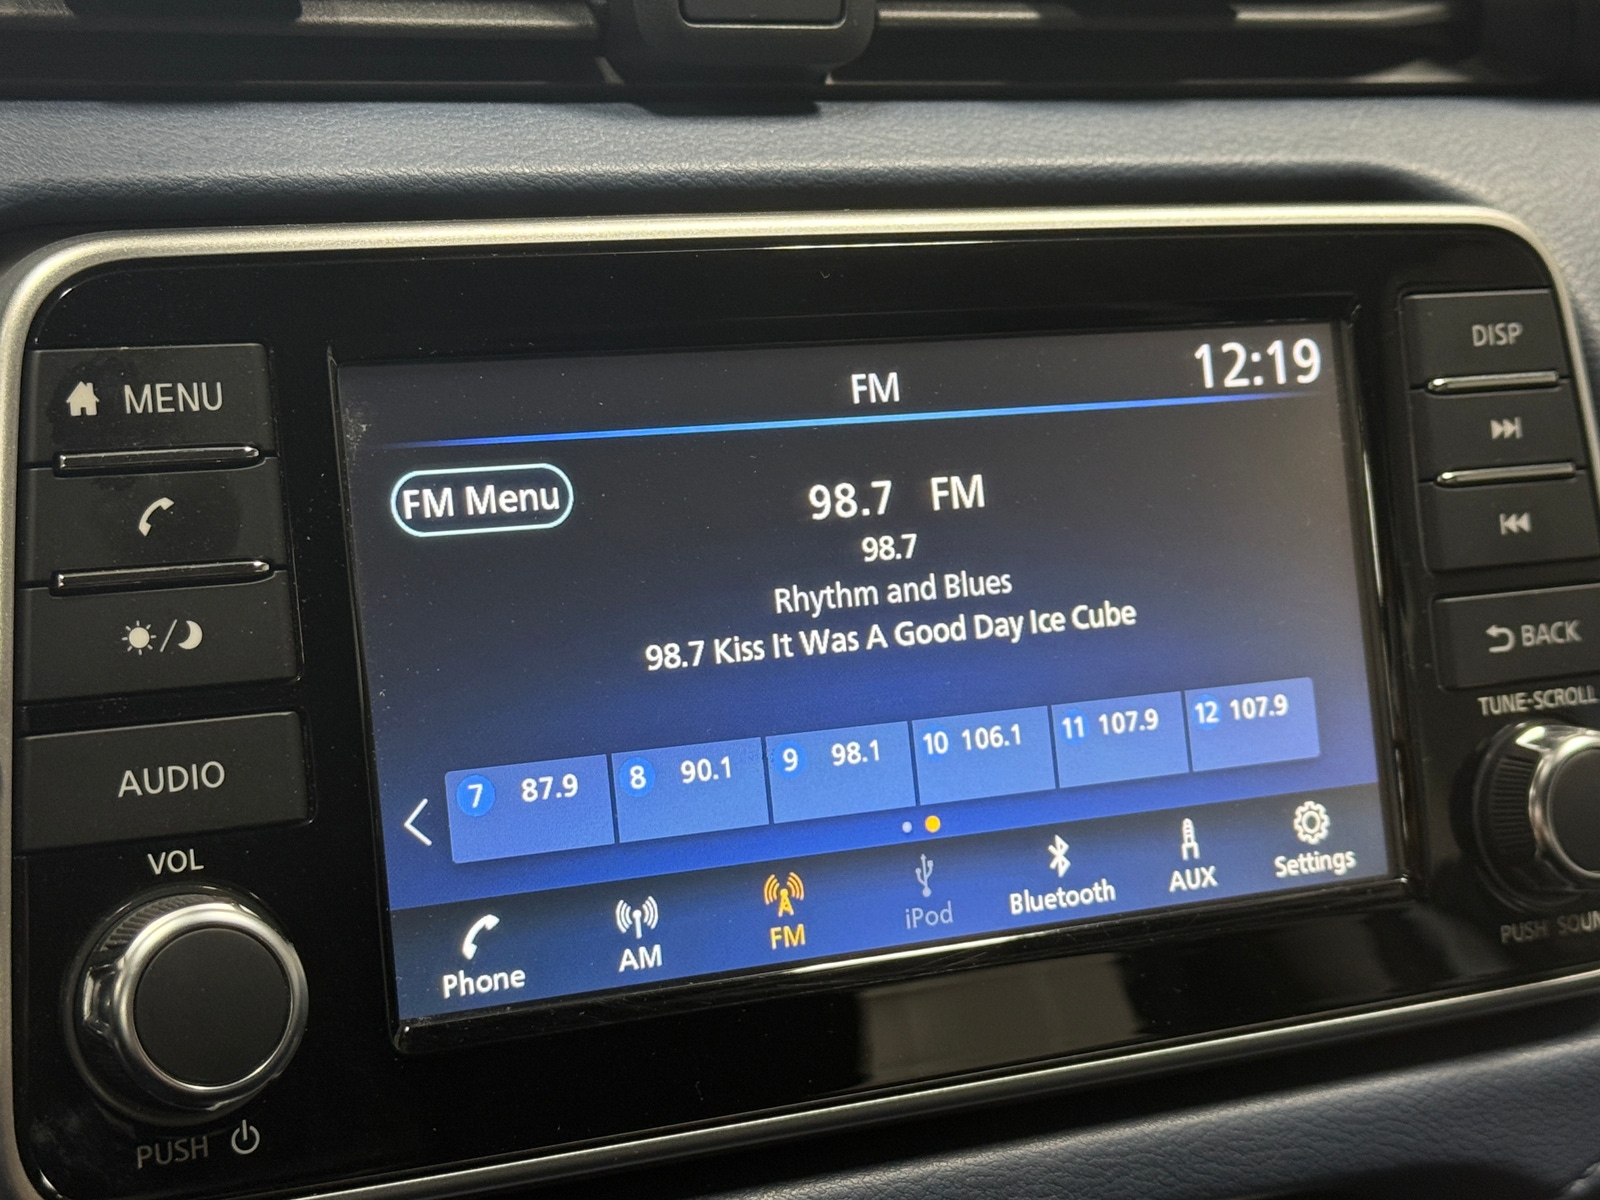 MENU
AUDIO
VOL
PUSH
FM
12:19
FM Menu
98.7 FM
98.7
Rhythm and Blues
98.7 Kiss It Was A Good Day Ice Cube
7 87.9
8 90.1
9 98.1
10 106.1
11 107.9
12 107.9
Phone
AM
FM
iPod
Bluetooth
AUX
Settings
DISP
BACK
TUNE·SCROLL
PUSH SOUN